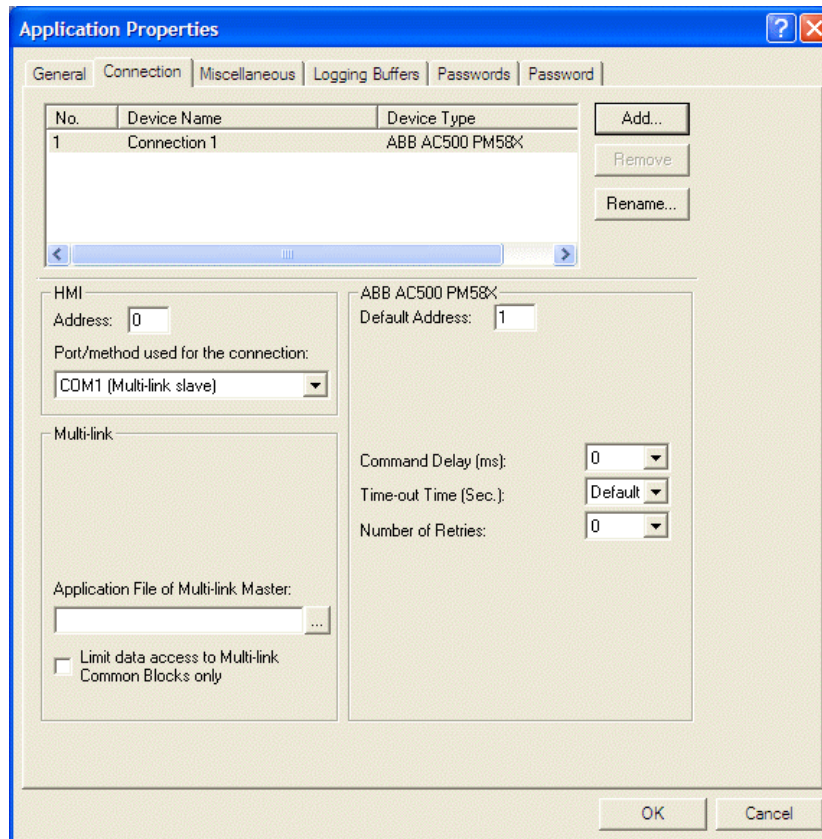 Application Properties
General Connection Miscellaneous Logging Buffers Passwords Password
No. Device Name Device Type
1 Connection 1 ABB AC500 PM58X
Add...
Remove
Rename...
HMI
Address: 0
Port/method used for the connection:
COM1 (Multi-link slave)
Multi-link
Application File of Multi-link Master:
...
Limit data access to Multi-link
Common Blocks only
ABB AC500 PM58X
Default Address: 1
Command Delay (ms): 0
Time-out Time (Sec.): Default
Number of Retries: 0
OK Cancel